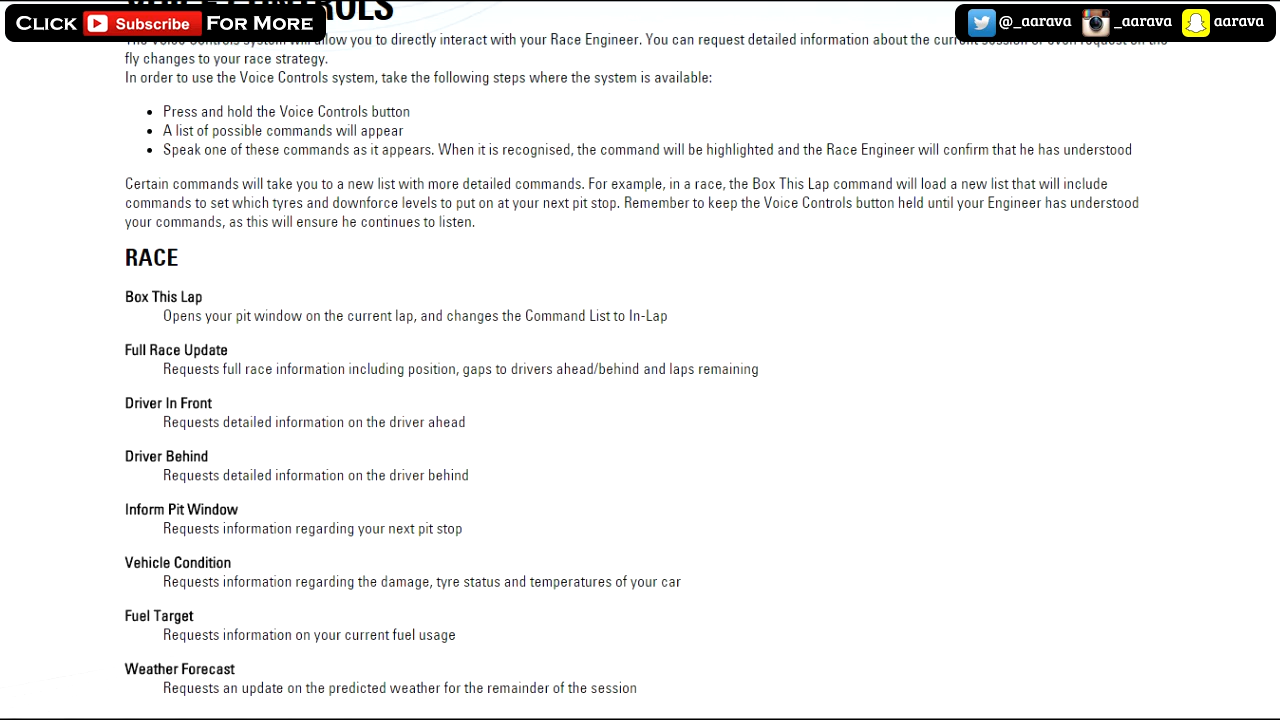 CONTROLS
CLICK Subscribe FOR MORE
@_aarava _aarava aarava
The Voice Controls system will allow you to directly interact with your Race Engineer. You can request detailed information about the current session or even request on the
fly changes to your race strategy.
In order to use the Voice Controls system, take the following steps where the system is available:
• Press and hold the Voice Controls button
• A list of possible commands will appear
• Speak one of these commands as it appears. When it is recognised, the command will be highlighted and the Race Engineer will confirm that he has understood
Certain commands will take you to a new list with more detailed commands. For example, in a race, the Box This Lap command will load a new list that will include
commands to set which tyres and downforce levels to put on at your next pit stop. Remember to keep the Voice Controls button held until your Engineer has understood
your commands, as this will ensure he continues to listen.
RACE
Box This Lap
Opens your pit window on the current lap, and changes the Command List to In-Lap
Full Race Update
Requests full race information including position, gaps to drivers ahead/behind and laps remaining
Driver In Front
Requests detailed information on the driver ahead
Driver Behind
Requests detailed information on the driver behind
Inform Pit Window
Requests information regarding your next pit stop
Vehicle Condition
Requests information regarding the damage, tyre status and temperatures of your car
Fuel Target
Requests information on your current fuel usage
Weather Forecast
Requests an update on the predicted weather for the remainder of the session